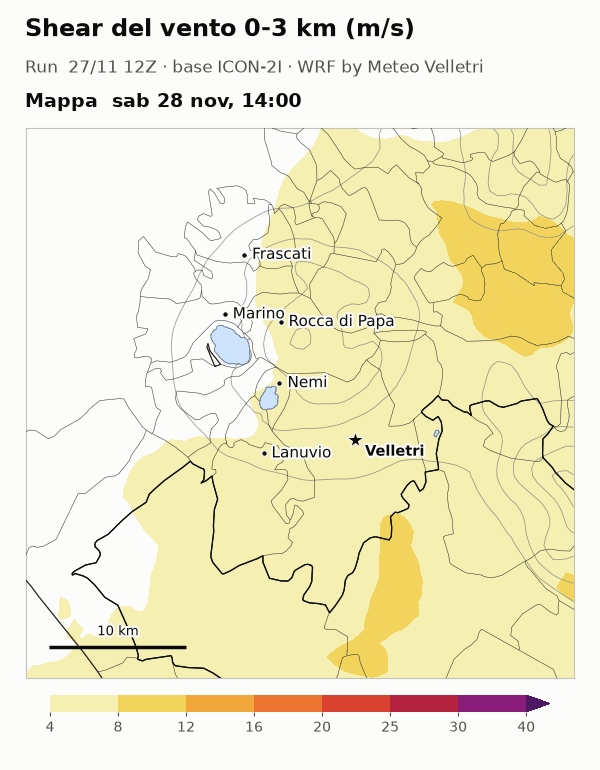 Shear del vento 0-3 km (m/s)
Run  27/11 12Z · base ICON-2I · WRF by Meteo Velletri
Mappa  sab 28 nov, 14:00
Frascati
Marino
Rocca di Papa
Nemi
Velletri
Lanuvio
10 km
4 8 12 16 20 25 30 40